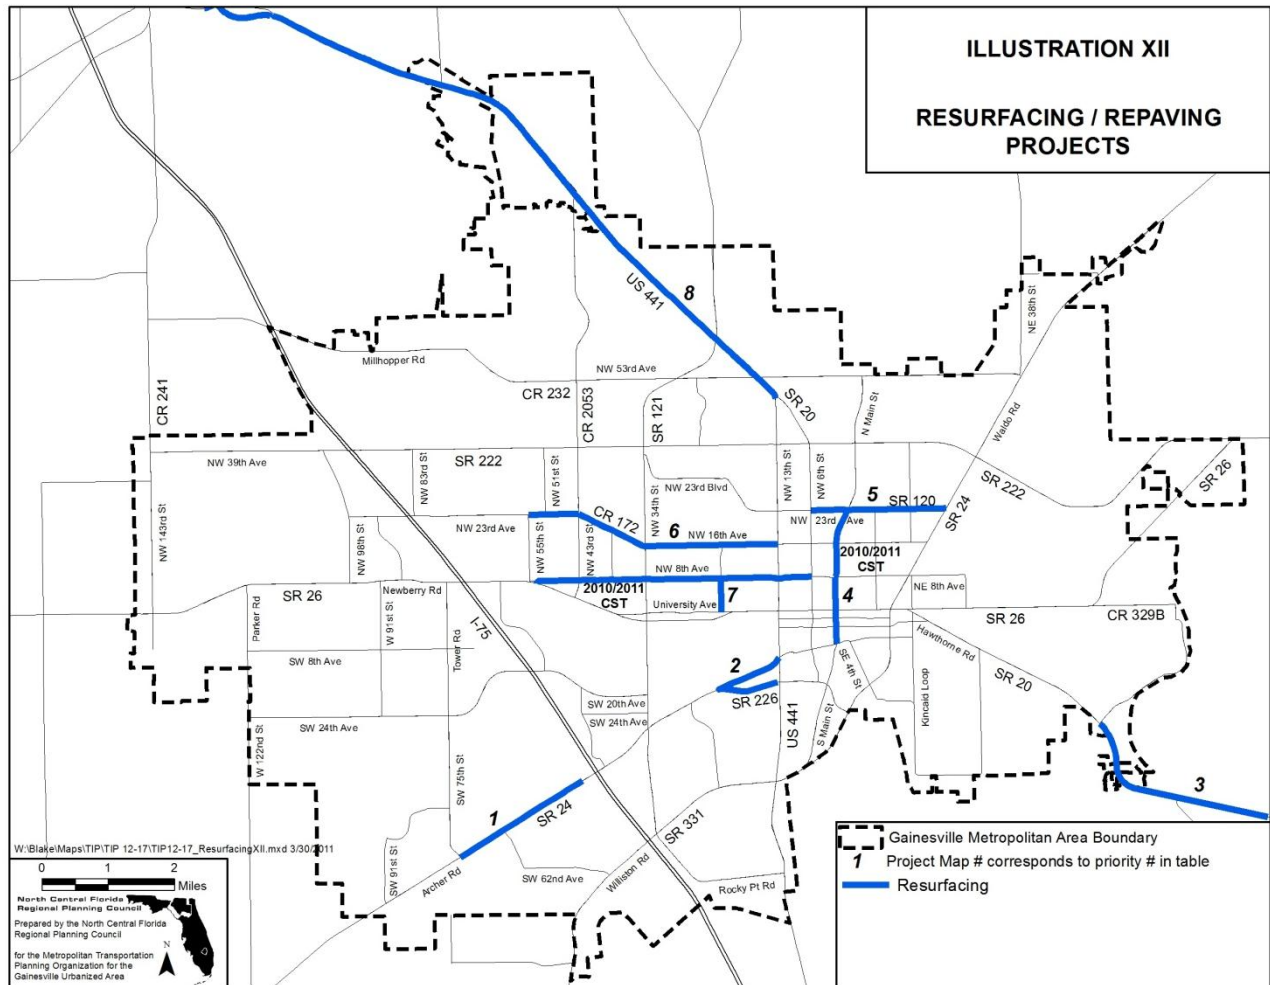 ILLUSTRATION XII
RESURFACING / REPAVING
PROJECTS
US 441
8
NE 38th St
Millhopper Rd
NW 53rd Ave
CR 241
CR 232
CR 2053
SR 121
SR 20
N Main St
Waldo Rd
NW 39th Ave
SR 222
NW 83rd St
NW 51st St
NW 34th St
NW 23rd Blvd
NW 13th St
NW 6th St
5
SR 120
SR 24
SR 222
SR 26
NW 143rd St
NW 98th St
NW 23rd Ave
NW 55th St
NW 43rd St
CR 172
6
NW 16th Ave
NW 23rd Ave
2010/2011
CST
NW 8th Ave
2010/2011
CST
University Ave
7
4
NE 8th Ave
SR 26
Newberry Rd
Parker Rd
W 91st St
Tower Rd
I-75
SW 8th Ave
SR 26
CR 329B
Hawthorne Rd
SR 20
SE 4th St
Kincaid Loop
2
SR 226
US 441
S Main St
SW 20th Ave
SW 24th Ave
SW 24th Ave
W 122nd St
SW 75th St
1
SR 24
SR 331
3
SW 91st St
Archer Rd
SW 62nd Ave
Williston Rd
Rocky Pt Rd
Gainesville Metropolitan Area Boundary
1 Project Map # corresponds to priority # in table
Resurfacing
W:\Blake\Maps\TIP\TIP 12-17\TIP12-17_ResurfacingXII.mxd 3/30/2011
0 1 2
Miles
North Central Florida
Regional Planning Council
Prepared by the North Central Florida
Regional Planning Council
N
for the Metropolitan Transportation
Planning Organization for the
Gainesville Urbanized Area